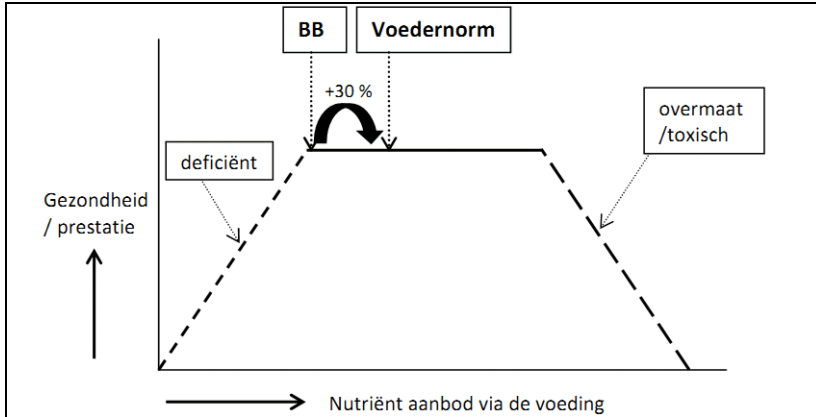 BB
Voedernorm
+30 %
overmaat
/toxisch
deficiënt
Gezondheid
/ prestatie
Nutriënt aanbod via de voeding